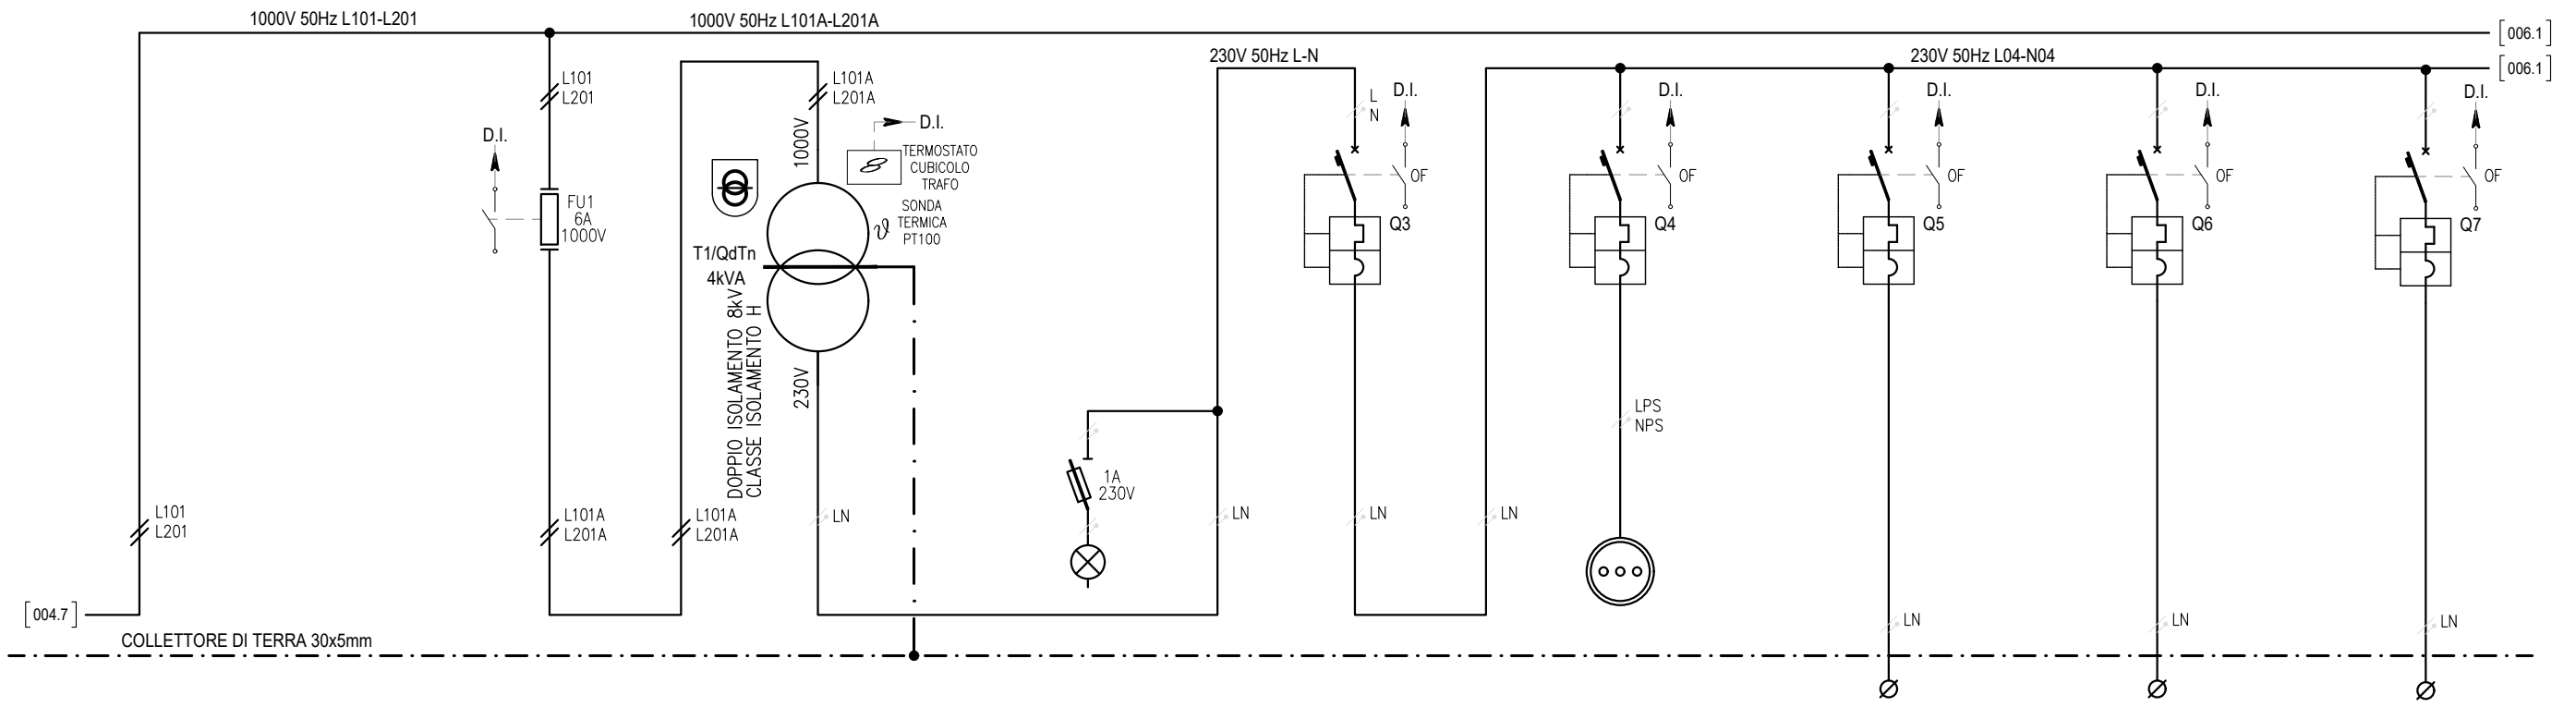 1000V 50Hz L101-L201
1000V 50Hz L101A-L201A
[006.1]
230V 50Hz L-N
230V 50Hz L04-N04
[006.1]
L101
L201
L101A
L201A
L
N
D.I.
D.I.
D.I.
D.I.
D.I.
D.I.
D.I.
1000V
TERMOSTATO
CUBICOLO
TRAFO
OF
OF
OF
OF
OF
FU1
6A
1000V
SONDA
TERMICA
PT100
ϑ
Q3
Q4
Q5
Q6
Q7
T1/QdTn
4kVA
DOPPIO ISOLAMENTO 8kV
CLASSE ISOLAMENTO H
230V
LPS
NPS
1A
230V
L101
L201
L101A
L201A
L101A
L201A
LN
LN
LN
LN
[004.7]
LN
LN
LN
COLLETTORE DI TERRA 30x5mm